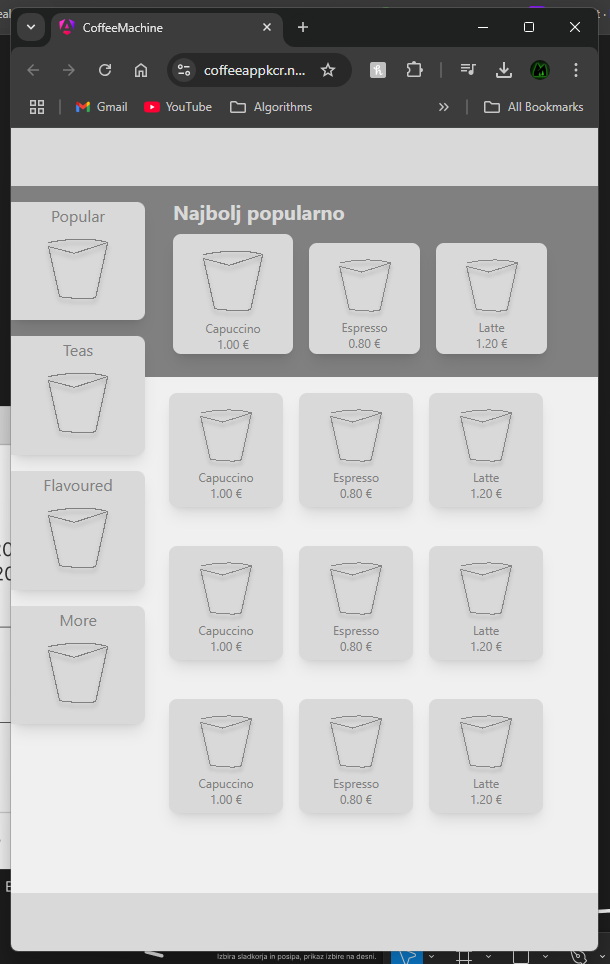 CoffeeMachine
coffeeappkcr.n...
Gmail
YouTube
Algorithms
All Bookmarks
Popular
Najbolj popularno
Capuccino
1.00 €
Espresso
0.80 €
Latte
1.20 €
Teas
Capuccino
1.00 €
Espresso
0.80 €
Latte
1.20 €
Flavoured
Capuccino
1.00 €
Espresso
0.80 €
Latte
1.20 €
More
Capuccino
1.00 €
Espresso
0.80 €
Latte
1.20 €
Izbira sladkorja in posipa, prikaz izbire na desni.